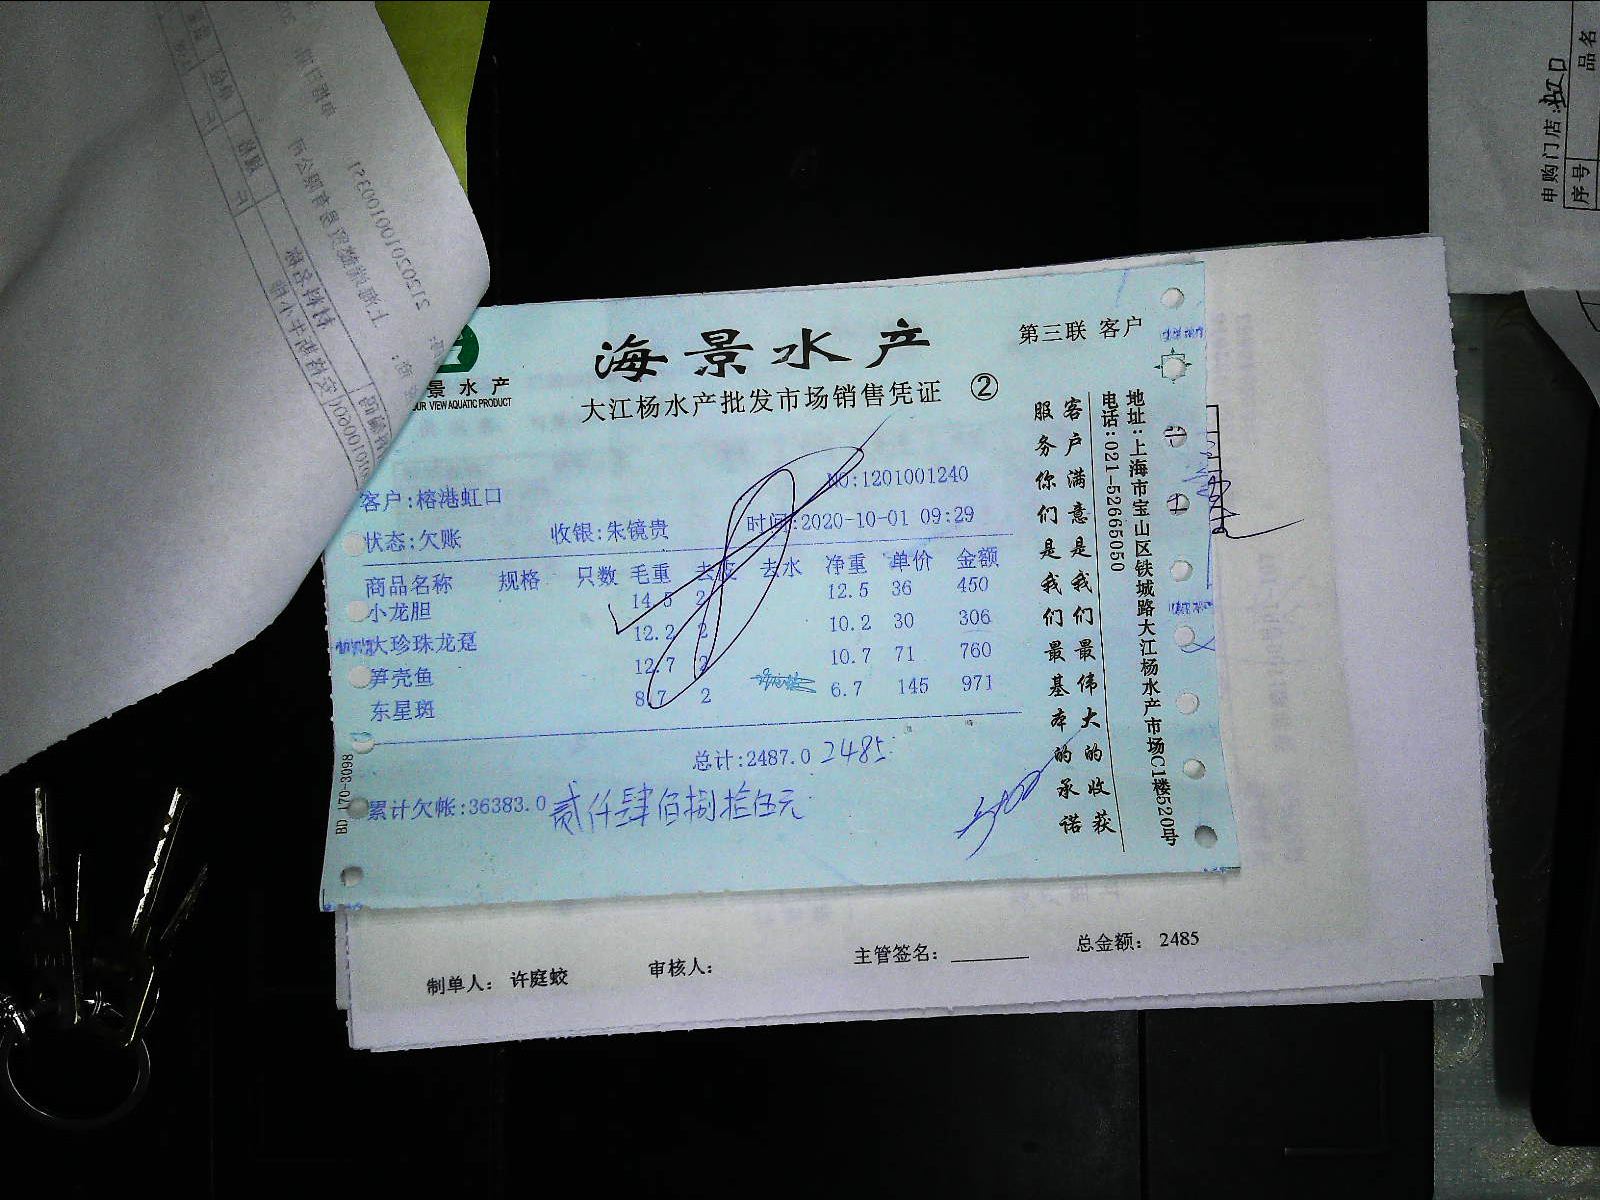 海景水产
第三联 客户
景水产
OUR VIEW AQUATIC PRODUCT
大江杨水产批发市场销售凭证 ②
客户:榕港虹口
NO:1201001240
状态:欠账 收银:朱镜贵 时间:2020-10-01 09:29
商品名称 规格 只数 毛重 去皮 去水 净重 单价 金额
小龙胆 14.5 2 12.5 36 450
大珍珠龙趸 12.2 2 10.2 30 306
笋壳鱼 12.7 2 10.7 71 760
东星斑 8.7 2 6.7 145 971
总计:2487.0 2485.
累计欠帐:36383.0 贰仟肆佰捌拾伍元
客户满意是我们最伟大的收获
服务你们是我们最基本的承诺
地址:上海市宝山区铁城路大江杨水产市场C1楼520号
电话:021-52665050
BD 170-3098
制单人: 许庭蛟 审核人: 主管签名: 总金额: 2485
申购门店:虹口
序号 品名